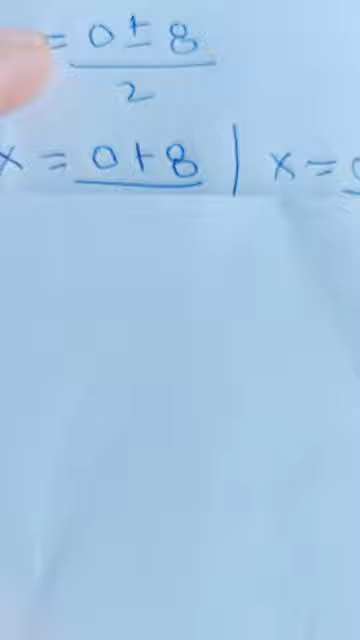 = 0 ± 8
2
x = 0 + 8 | x =